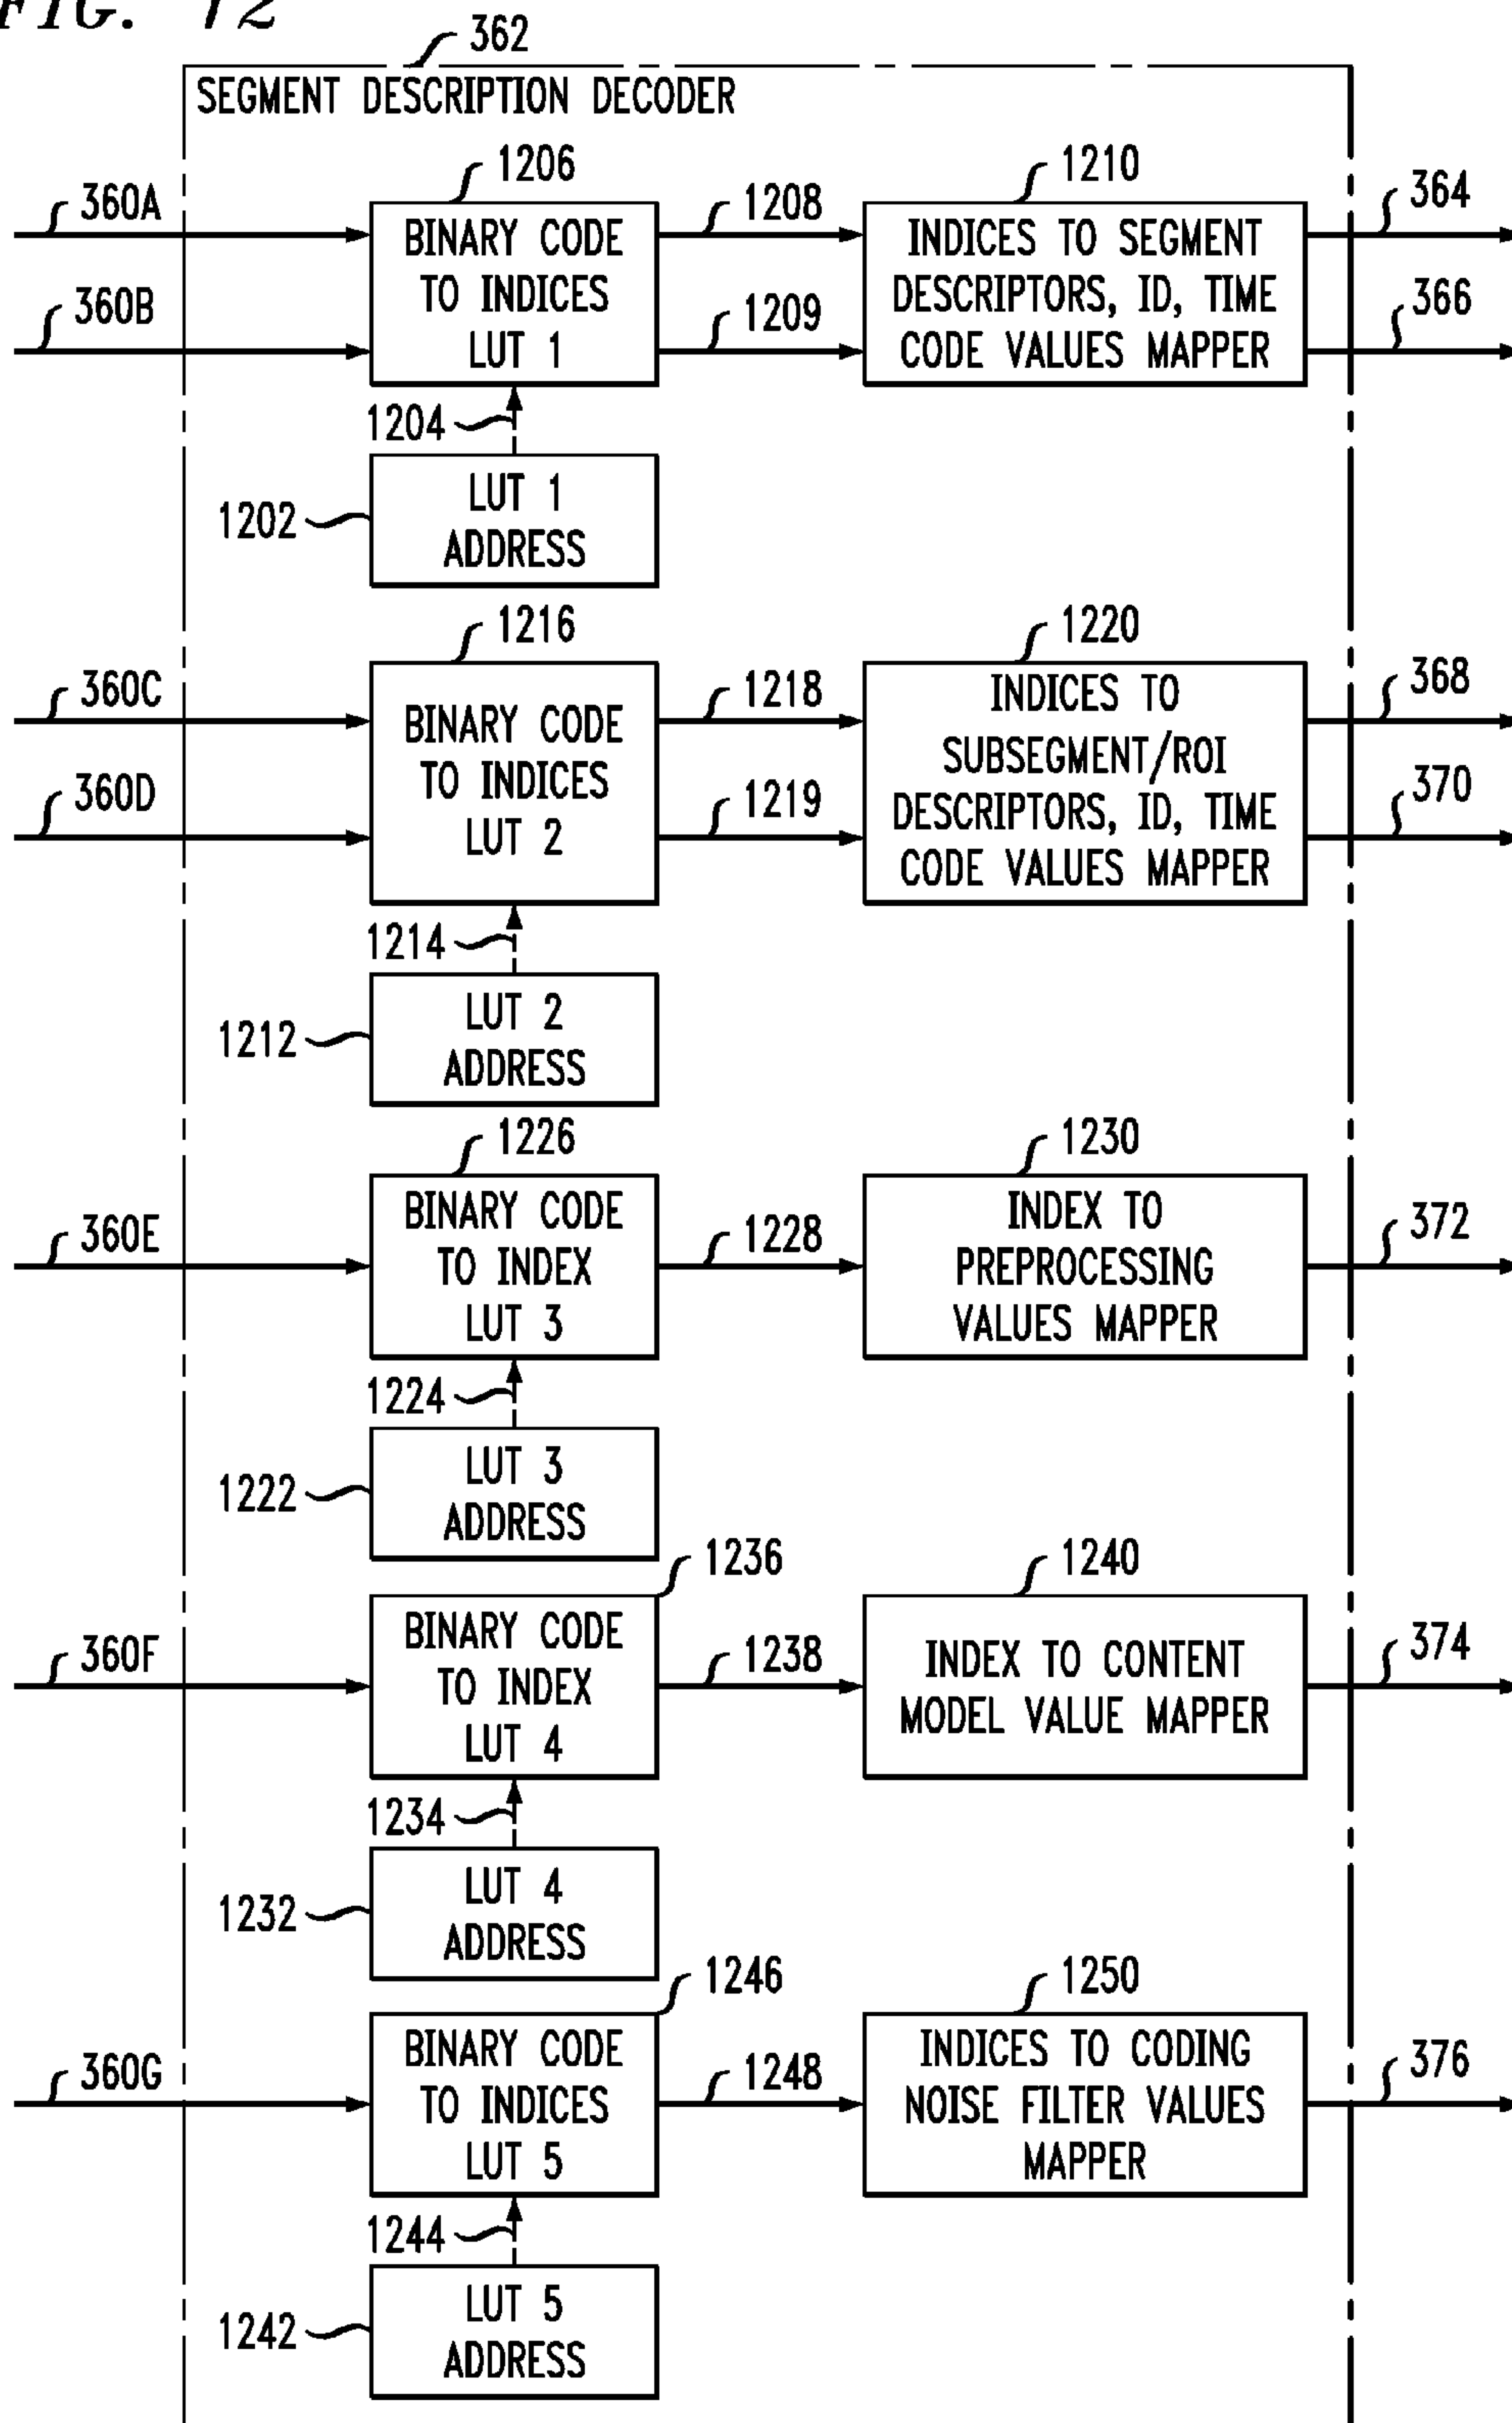 FIG. 12
362
SEGMENT DESCRIPTION DECODER
1206
1210
360A
1208
364
BINARY CODE
TO INDICES
LUT 1
INDICES TO SEGMENT
DESCRIPTORS, ID, TIME
CODE VALUES MAPPER
360B
1209
366
1204
LUT 1
ADDRESS
1202
1216
1220
360C
1218
368
BINARY CODE
TO INDICES
LUT 2
INDICES TO
SUBSEGMENT/ROI
DESCRIPTORS, ID, TIME
CODE VALUES MAPPER
360D
1219
370
1214
LUT 2
ADDRESS
1212
1226
1230
360E
BINARY CODE
TO INDEX
LUT 3
1228
INDEX TO
PREPROCESSING
VALUES MAPPER
372
1224
LUT 3
ADDRESS
1222
1236
1240
360F
BINARY CODE
TO INDEX
LUT 4
1238
INDEX TO CONTENT
MODEL VALUE MAPPER
374
1234
LUT 4
ADDRESS
1232
1246
1250
360G
BINARY CODE
TO INDICES
LUT 5
1248
INDICES TO CODING
NOISE FILTER VALUES
MAPPER
376
1244
LUT 5
ADDRESS
1242